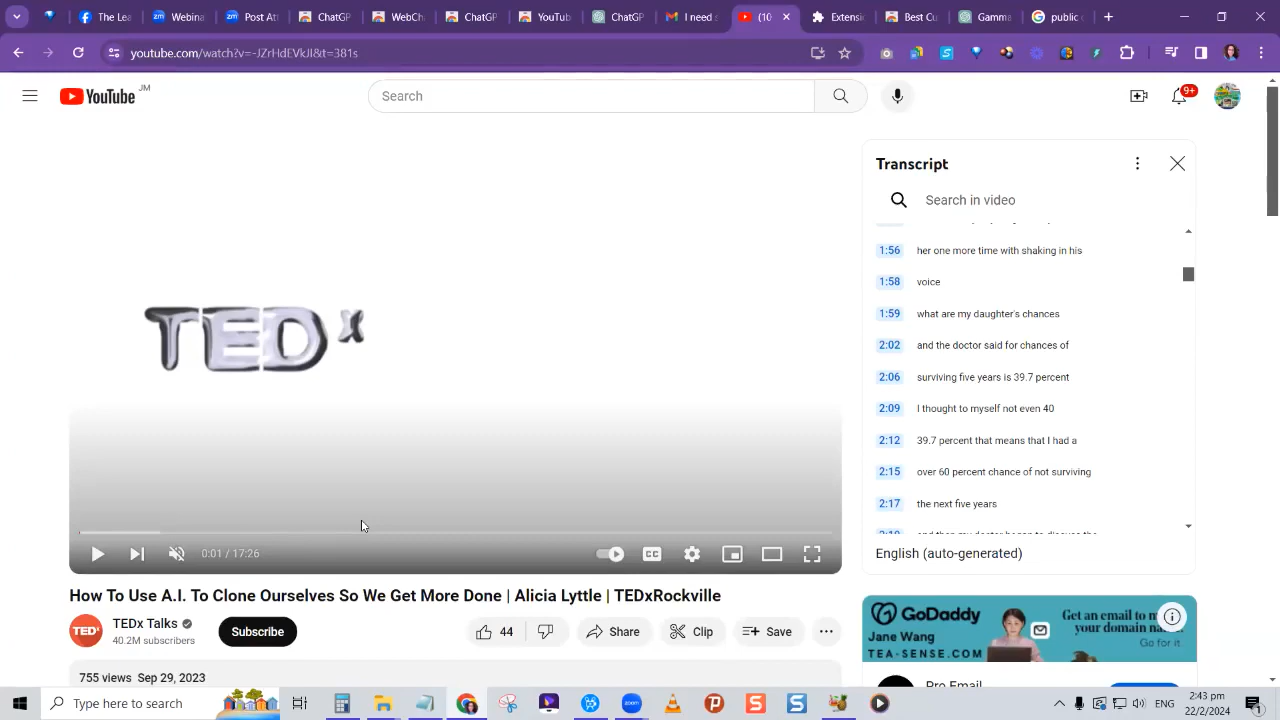 The Lea
Webina
Post Att
ChatGP
WebCh
ChatGP
YouTub
ChatGP
I need s
(10
Extensi
Best Cu
Gamma
public
youtube.com/watch?v=-JZrHdEVkJI&t=381s
YouTube JM
Search
9+
Transcript
Search in video
1:56 her one more time with shaking in his
1:58 voice
1:59 what are my daughter's chances
2:02 and the doctor said for chances of
2:06 surviving five years is 39.7 percent
2:09 I thought to myself not even 40
2:12 39.7 percent that means that I had a
2:15 over 60 percent chance of not surviving
2:17 the next five years
English (auto-generated)
TEDx
0:01 / 17:26
CC
How To Use A.I. To Clone Ourselves So We Get More Done | Alicia Lyttle | TEDxRockville
TEDx Talks
40.2M subscribers
Subscribe
44
Share
Clip
Save
755 views Sep 29, 2023
GoDaddy
Jane Wang
TEA-SENSE.COM
Get an email to m
your domain na
Go for it.
Pro Email
Type here to search
2:43 pm
22/2/2024